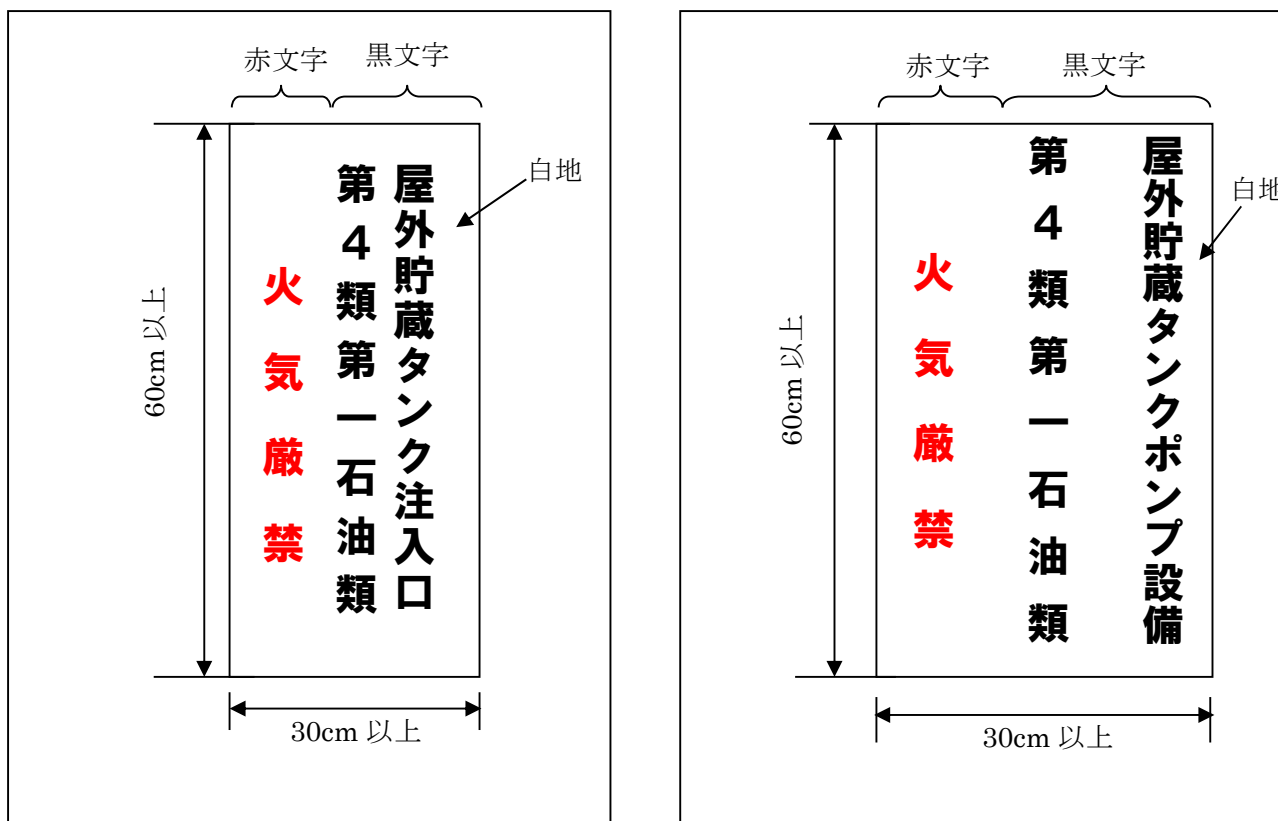 赤文字
黒文字
屋外貯蔵タンク注入口
第４類第一石油類
火気厳禁
白地
60cm 以上
30cm 以上
赤文字
黒文字
屋外貯蔵タンクポンプ設備
第４類第一石油類
火気厳禁
白地
60cm 以上
30cm 以上